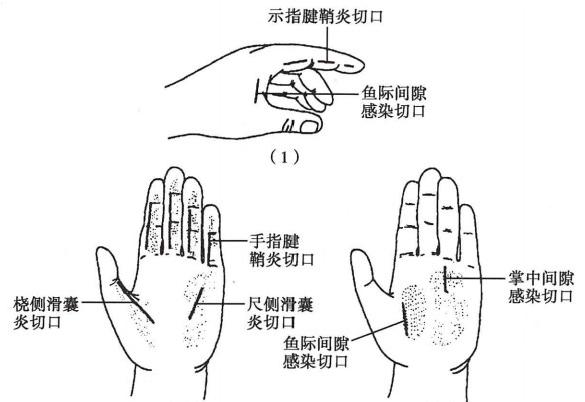 示指腱鞘炎切口
鱼际间隙
感染切口
(1)
手指腱
鞘炎切口
桡侧滑囊
炎切口
尺侧滑囊
炎切口
掌中间隙
感染切口
鱼际间隙
感染切口